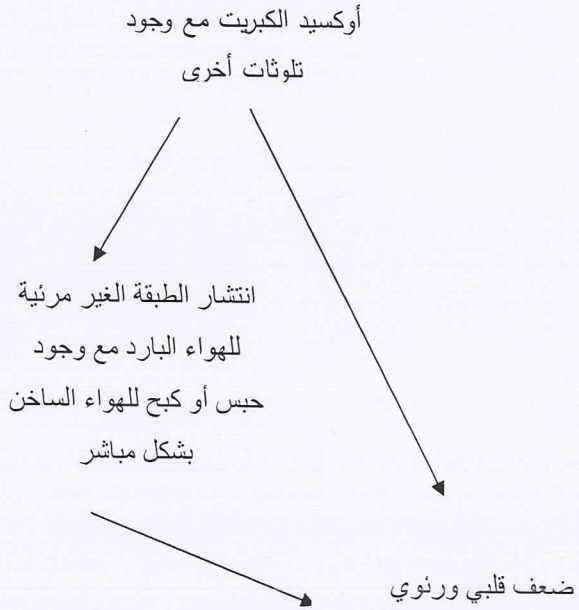 أوكسيد الكبريت مع وجود
تلوثات أخرى
انتشار الطبقة الغير مرئية
للهواء البارد مع وجود
حبس أو كبح للهواء الساخن
بشكل مباشر
ضعف قلبي ورئوي